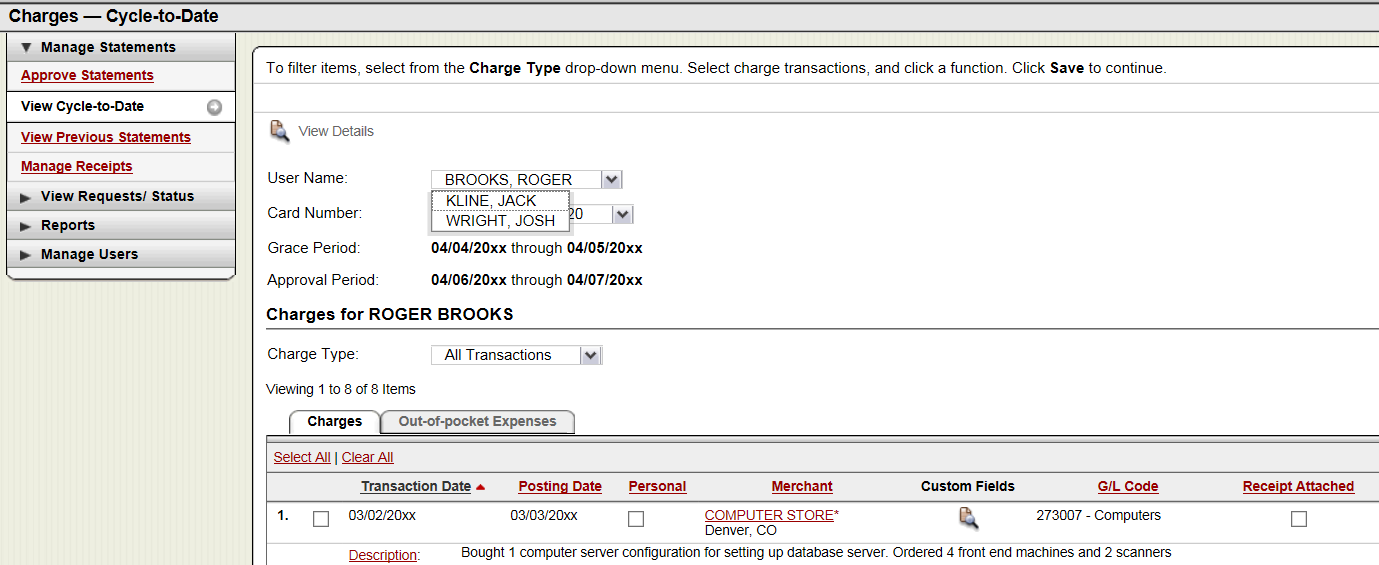 Charges — Cycle-to-Date
Manage Statements
Approve Statements
View Cycle-to-Date
View Previous Statements
Manage Receipts
View Requests/ Status
Reports
Manage Users
To filter items, select from the Charge Type drop-down menu. Select charge transactions, and click a function. Click Save to continue.
View Details
User Name: BROOKS, ROGER
KLINE, JACK
WRIGHT, JOSH
Card Number: 20
Grace Period: 04/04/20xx through 04/05/20xx
Approval Period: 04/06/20xx through 04/07/20xx
Charges for ROGER BROOKS
Charge Type: All Transactions
Viewing 1 to 8 of 8 Items
Charges Out-of-pocket Expenses
Select All | Clear All
Transaction Date Posting Date Personal Merchant Custom Fields G/L Code Receipt Attached
1. 03/02/20xx 03/03/20xx COMPUTER STORE* 273007 - Computers
Denver, CO
Description: Bought 1 computer server configuration for setting up database server. Ordered 4 front end machines and 2 scanners